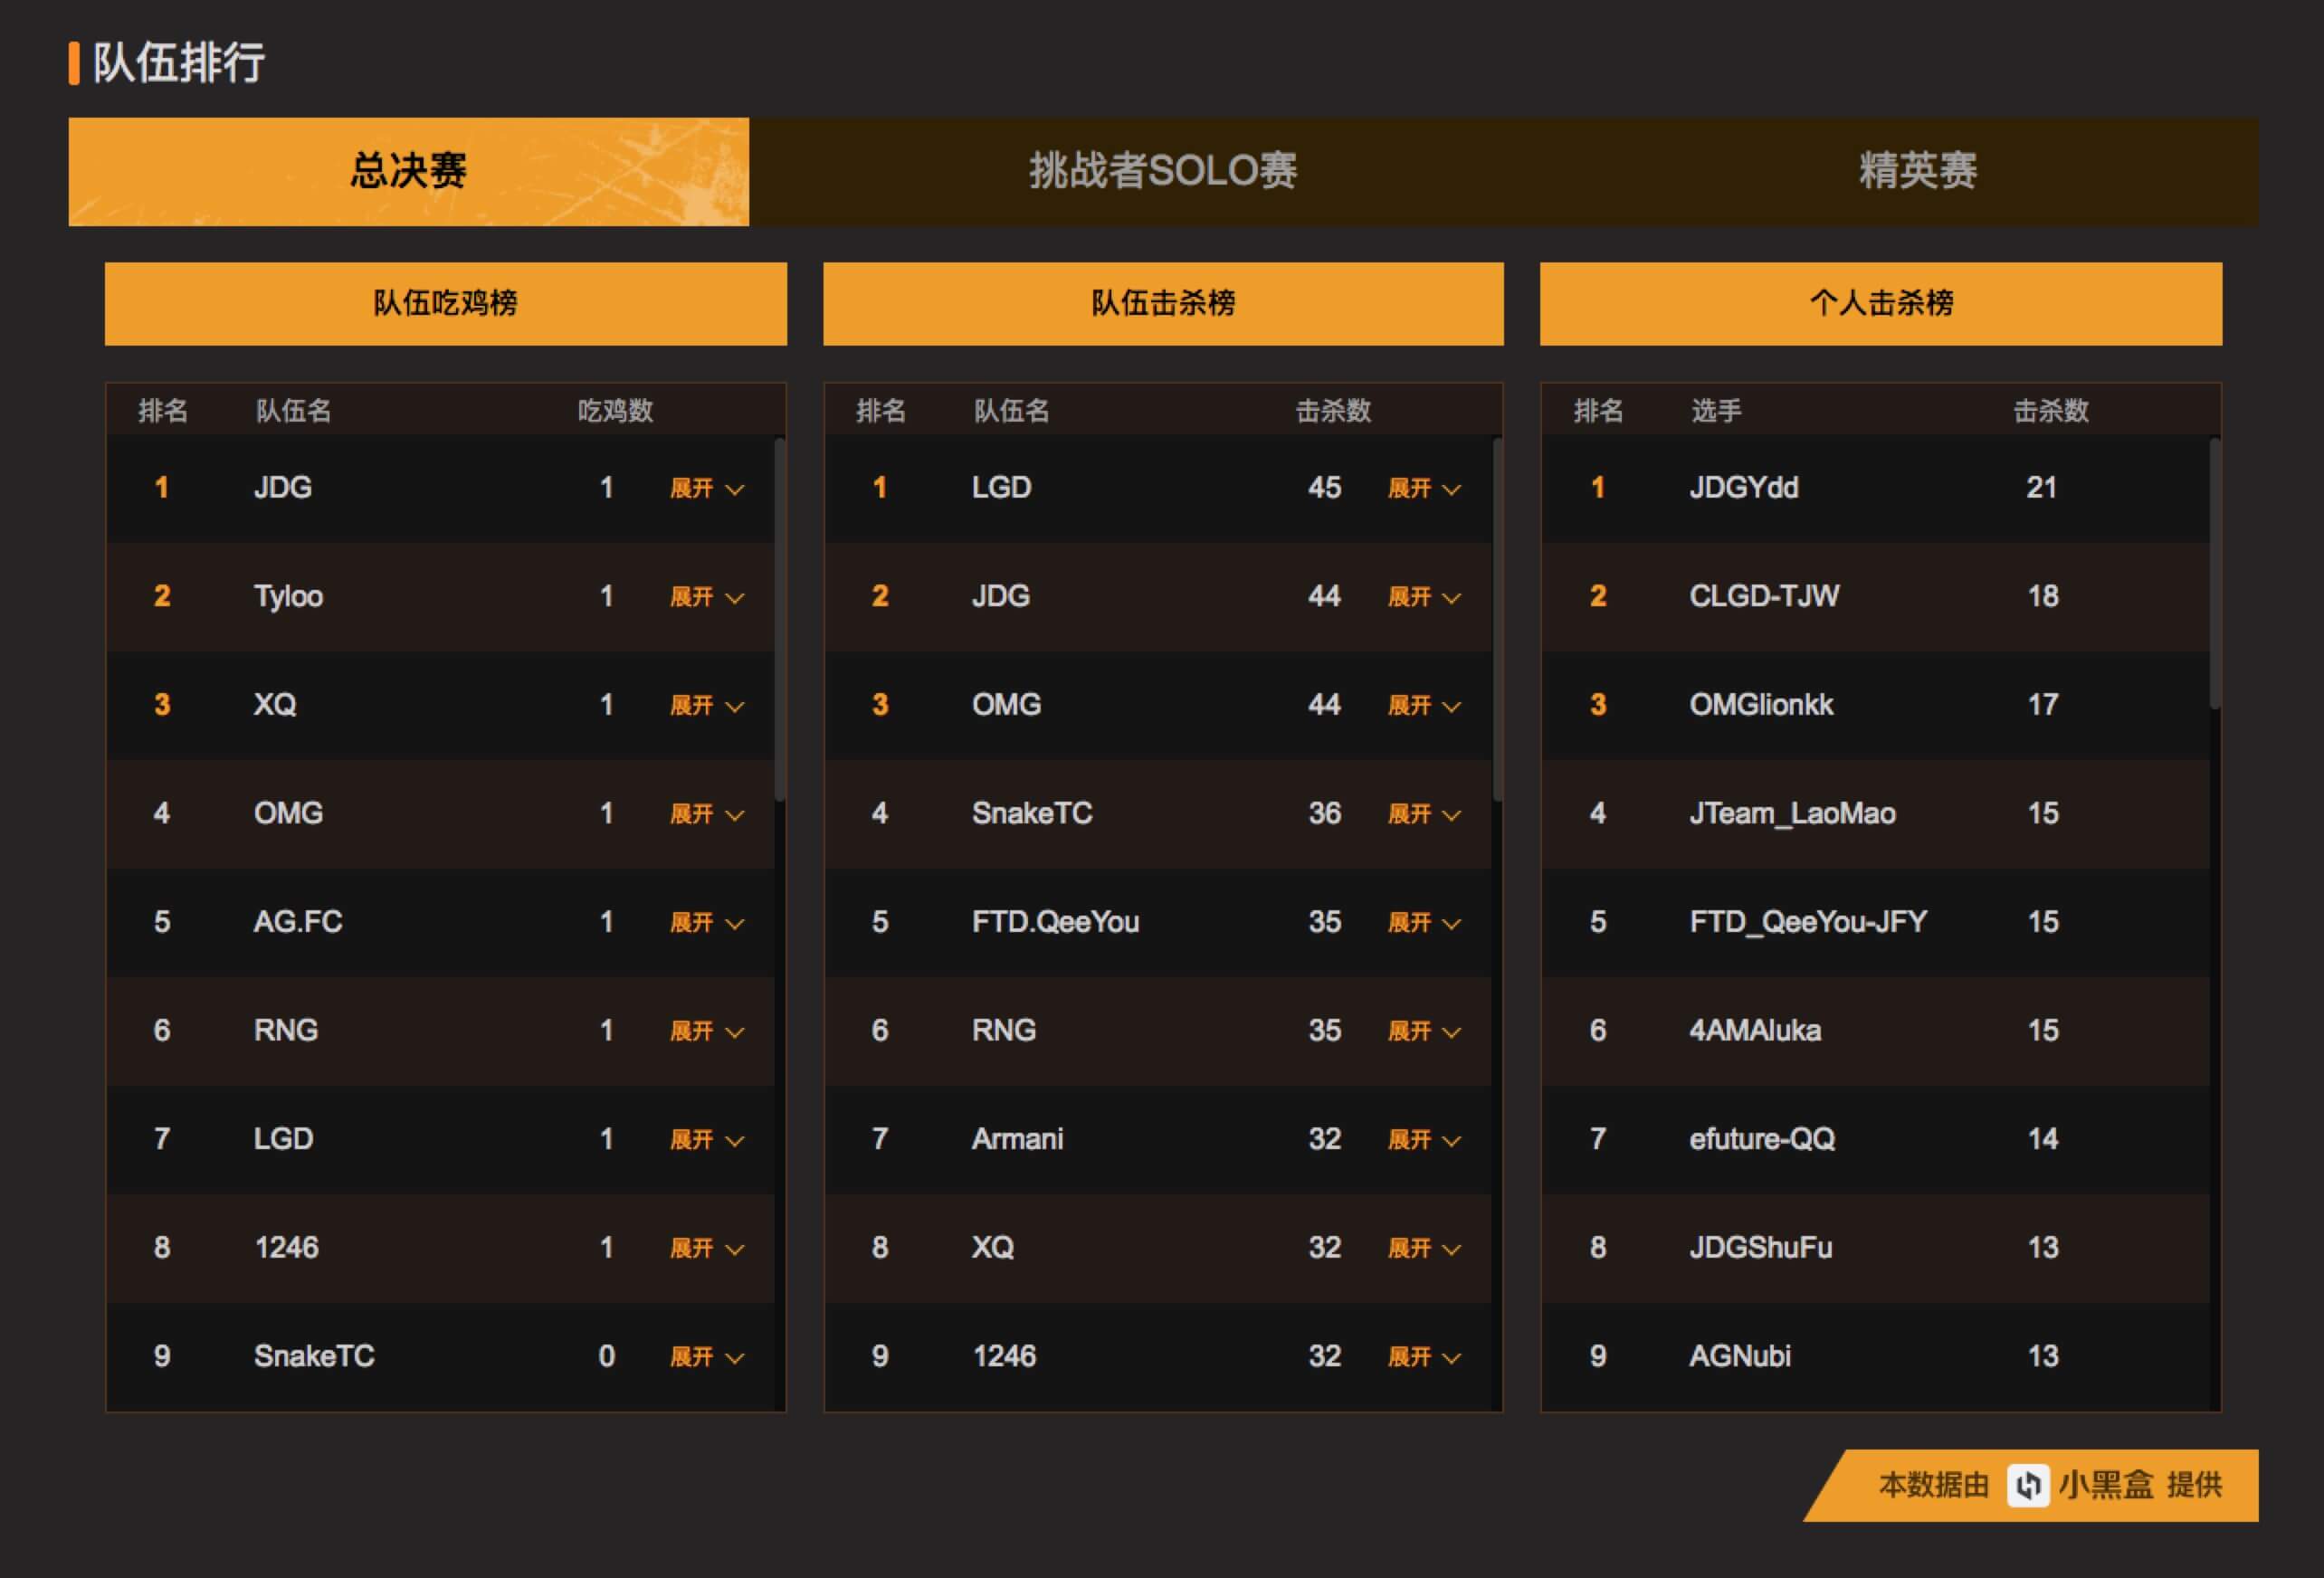 队伍排行
总决赛 挑战者SOLO赛 精英赛
队伍吃鸡榜 队伍击杀榜 个人击杀榜
排名 队伍名 吃鸡数
1 JDG 1 展开
2 Tyloo 1 展开
3 XQ 1 展开
4 OMG 1 展开
5 AG.FC 1 展开
6 RNG 1 展开
7 LGD 1 展开
8 1246 1 展开
9 SnakeTC 0 展开
排名 队伍名 击杀数
1 LGD 45 展开
2 JDG 44 展开
3 OMG 44 展开
4 SnakeTC 36 展开
5 FTD.QeeYou 35 展开
6 RNG 35 展开
7 Armani 32 展开
8 XQ 32 展开
9 1246 32 展开
排名 选手 击杀数
1 JDGYdd 21
2 CLGD-TJW 18
3 OMGlionkk 17
4 JTeam_LaoMao 15
5 FTD_QeeYou-JFY 15
6 4AMAluka 15
7 efuture-QQ 14
8 JDGShuFu 13
9 AGNubi 13
本数据由 小黑盒 提供